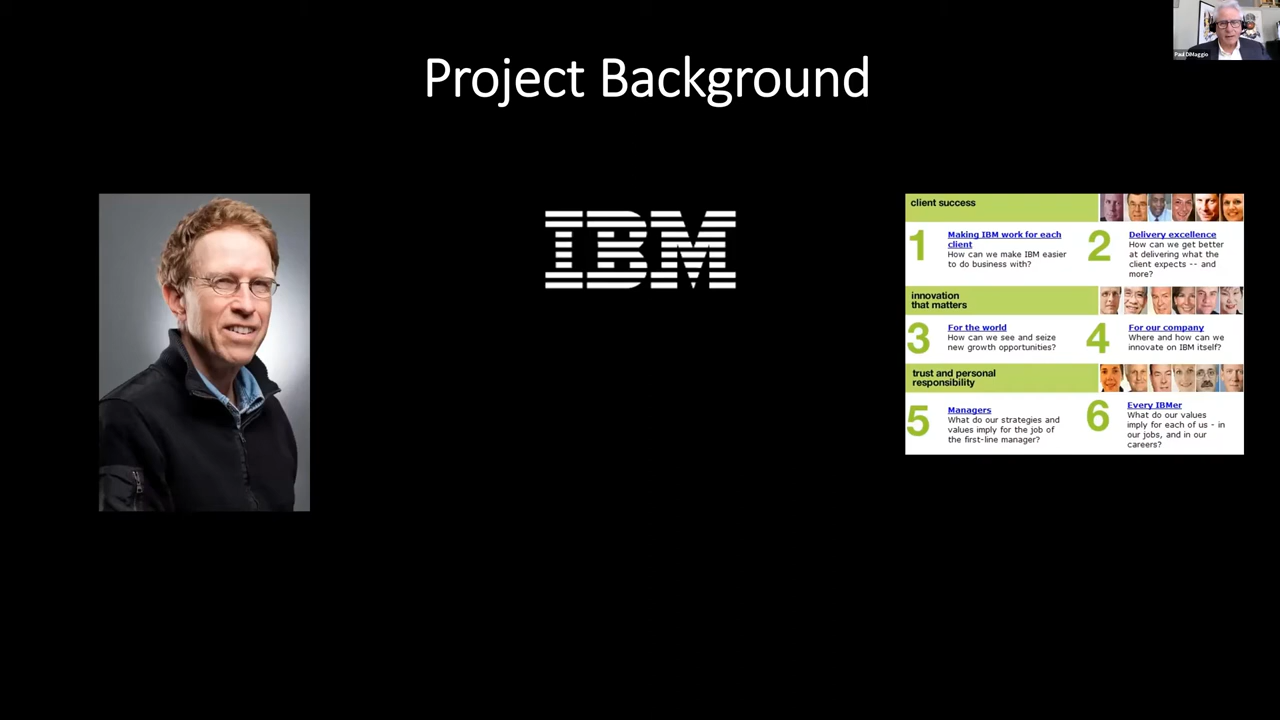 Project Background
Paul DiMaggio
IBM
client success
1
Making IBM work for each
client
How can we make IBM easier
to do business with?
2
Delivery excellence
How can we get better
at delivering what the
client expects -- and
more?
innovation
that matters
3
For the world
How can we see and seize
new growth opportunities?
4
For our company
Where and how can we
innovate on IBM itself?
trust and personal
responsibility
5
Managers
What do our strategies and
values imply for the job of
the first-line manager?
6
Every IBMer
What do our values
imply for each of us - in
our jobs, and in our
careers?